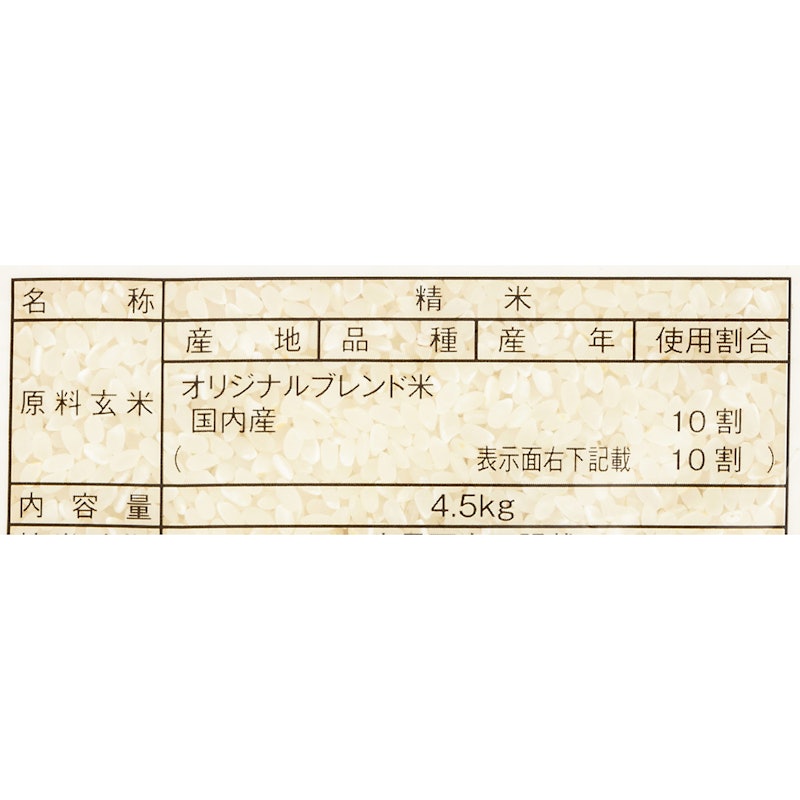 名称 精米
原料玄米 産地 品種 産年 使用割合
オリジナルブレンド米
国内産 10割
( 表示面右下記載 10割 )
内容量 4.5kg